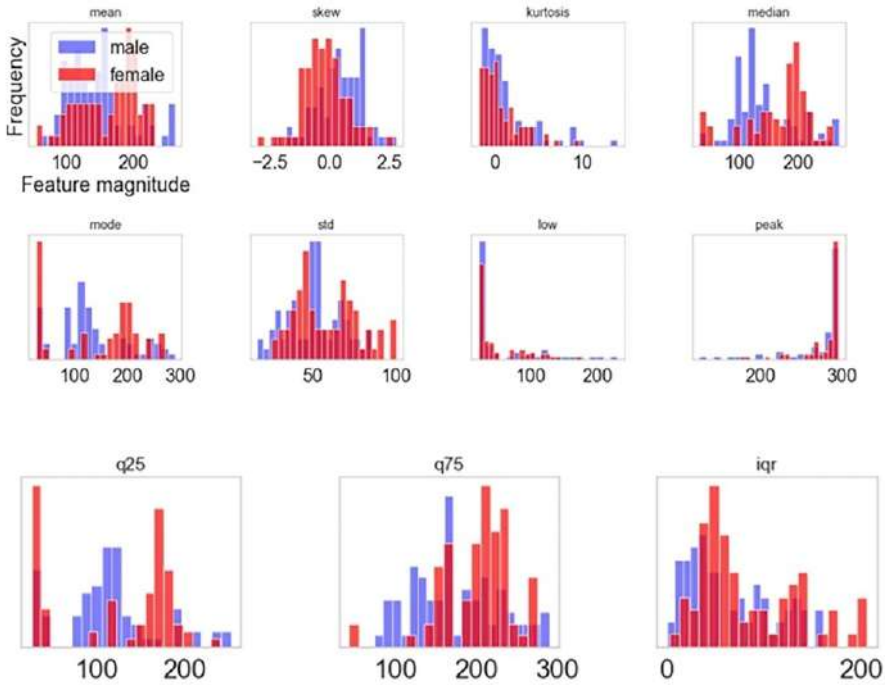 mean skew kurtosis median
male
female
Frequency
100 200 −2.5 0.0 2.5 0 10 100 200
Feature magnitude
mode std low peak
100 200 300 50 100 100 200 200 300
q25 q75 iqr
100 200 100 200 300 0 200